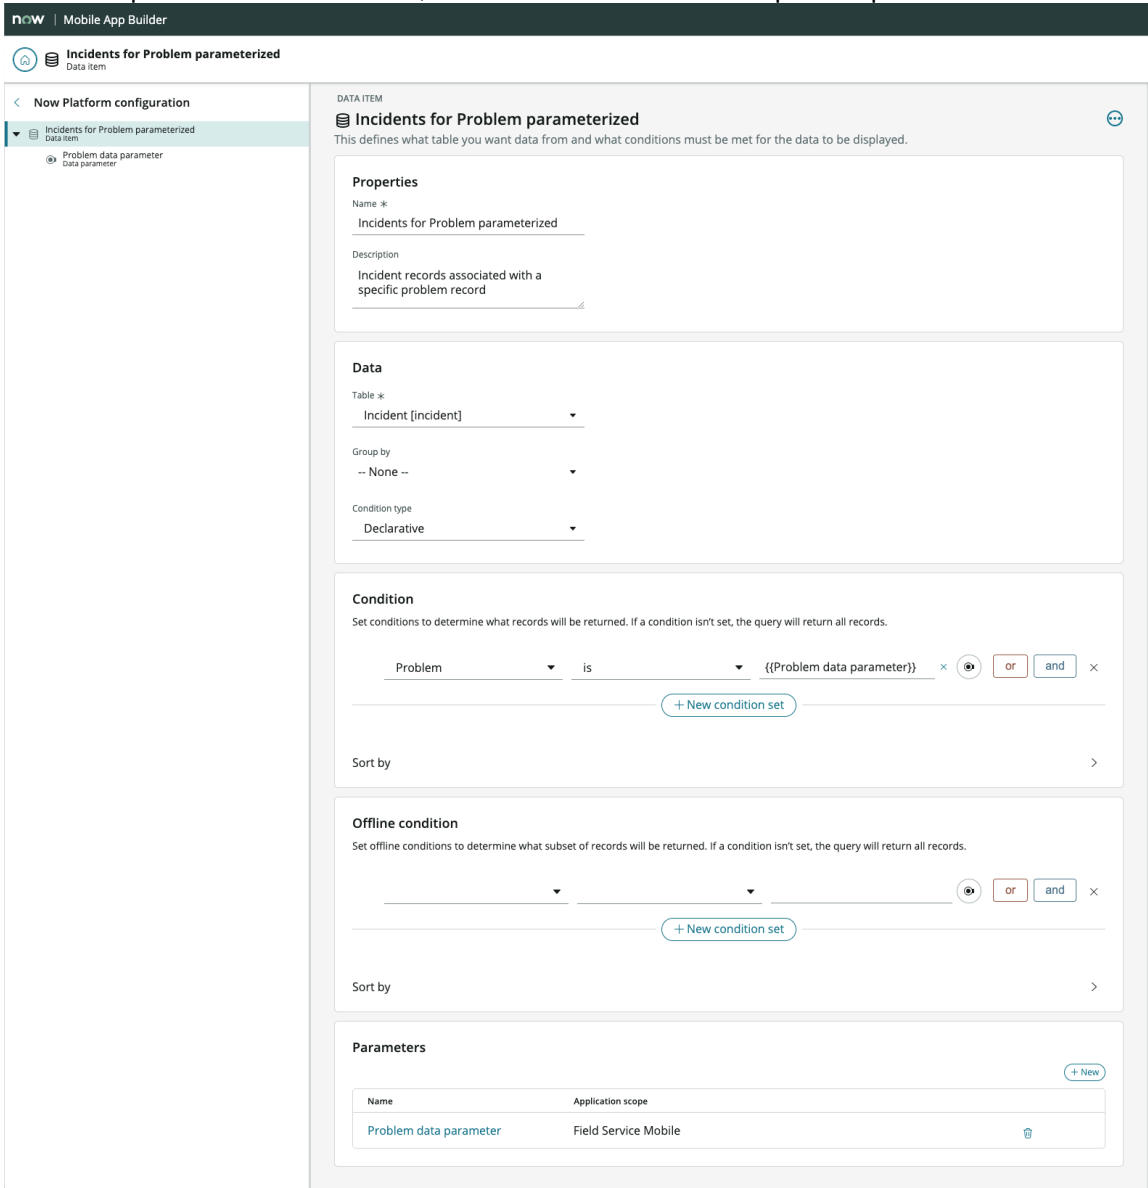 now | Mobile App Builder
Incidents for Problem parameterized
Data item
Now Platform configuration
Incidents for Problem parameterized
Data item
Problem data parameter
Data parameter
DATA ITEM
Incidents for Problem parameterized
This defines what table you want data from and what conditions must be met for the data to be displayed.
Properties
Name *
Incidents for Problem parameterized
Description
Incident records associated with a
specific problem record
Data
Table *
Incident [incident]
Group by
-- None --
Condition type
Declarative
Condition
Set conditions to determine what records will be returned. If a condition isn't set, the query will return all records.
Problem is {{Problem data parameter}} × or and ×
+ New condition set
Sort by >
Offline condition
Set offline conditions to determine what subset of records will be returned. If a condition isn't set, the query will return all records.
or and ×
+ New condition set
Sort by >
Parameters
+ New
Name Application scope
Problem data parameter Field Service Mobile